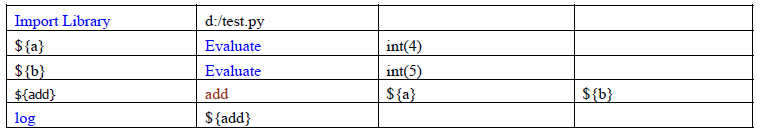 Import Library d:/test.py
${a} Evaluate int(4)
${b} Evaluate int(5)
${add} add ${a} ${b}
log ${add}